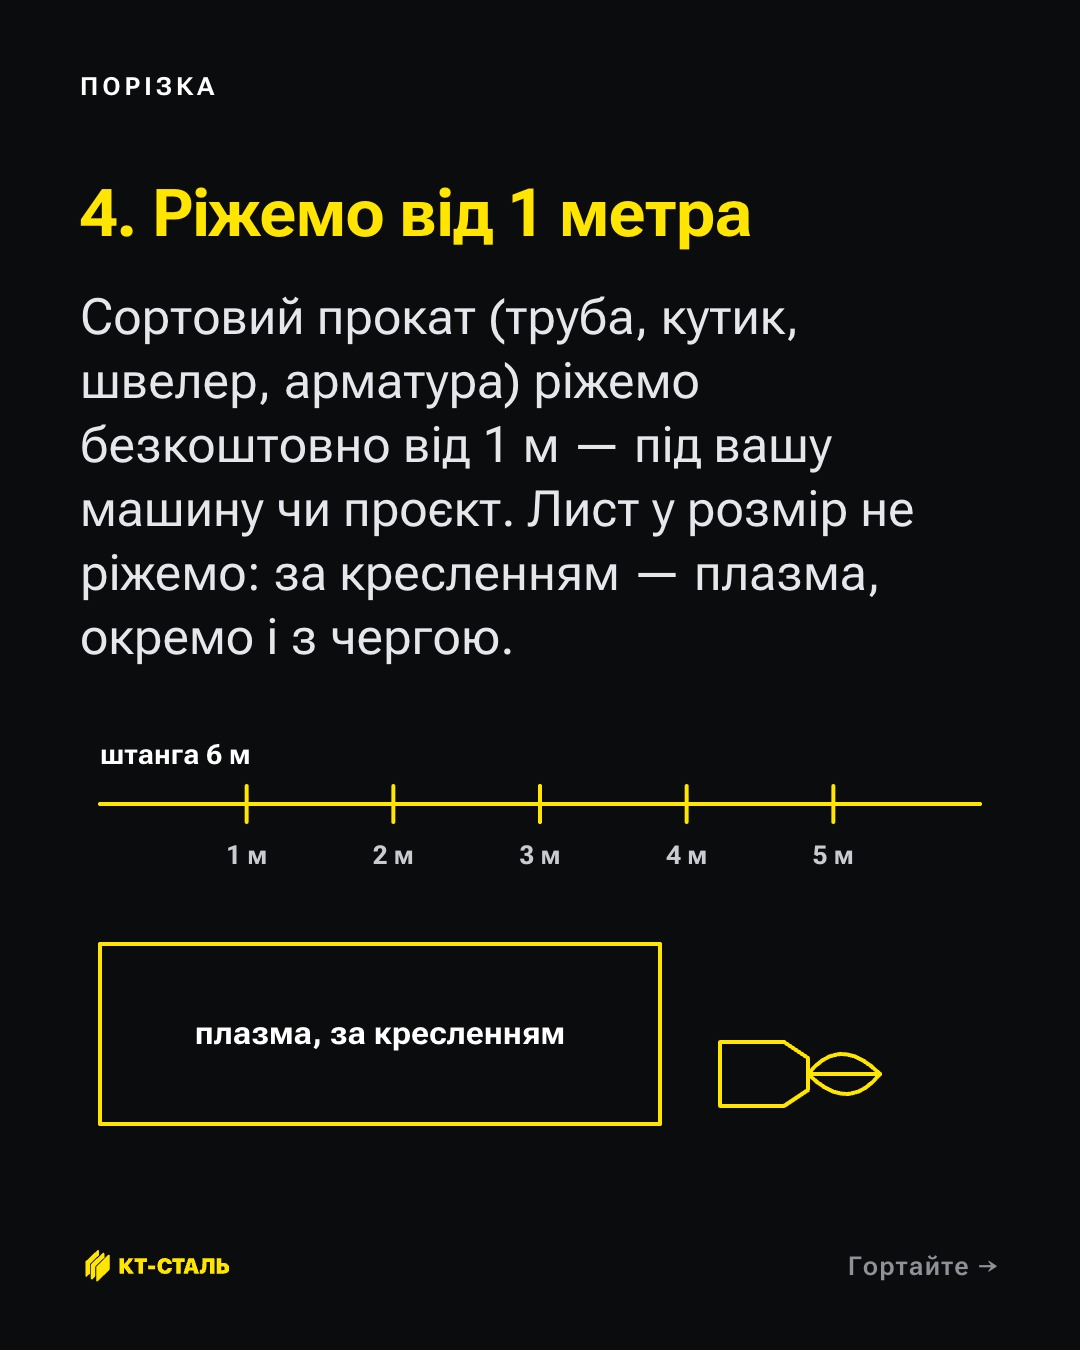 ПОРІЗКА
4. Ріжемо від 1 метра
Сортовий прокат (труба, кутик,
швелер, арматура) ріжемо
безкоштовно від 1 м — під вашу
машину чи проєкт. Лист у розмір не
ріжемо: за кресленням — плазма,
окремо і з чергою.
штанга 6 м
1 м 2 м 3 м 4 м 5 м
плазма, за кресленням
КТ-СТАЛЬ
Гортайте →